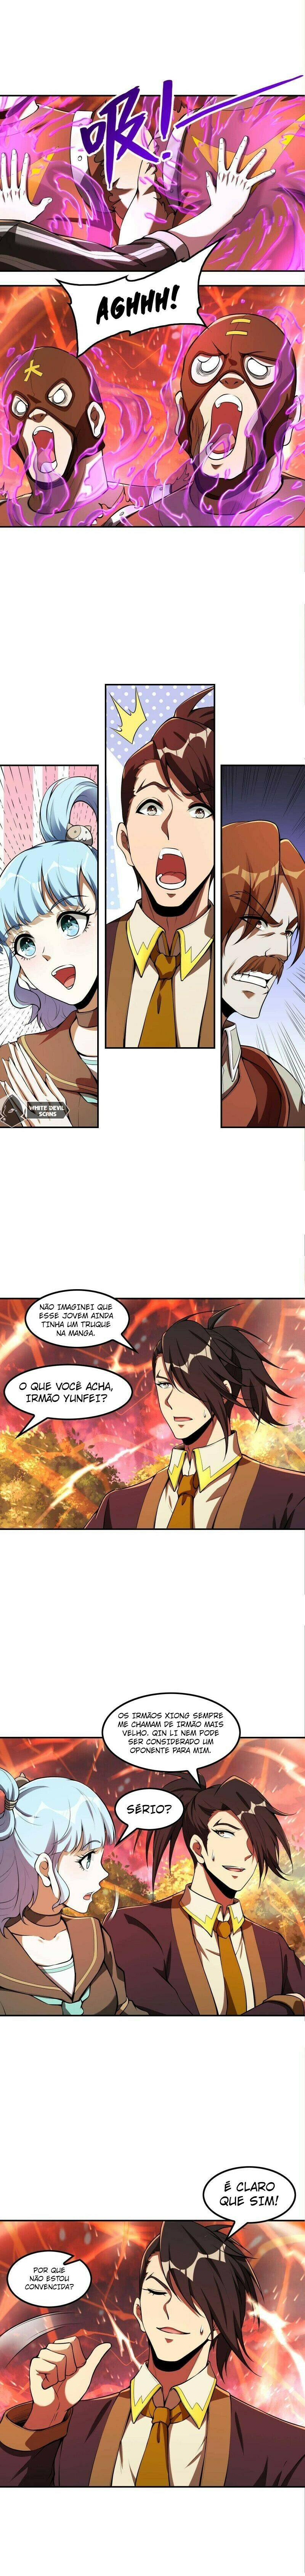 吸!
AGHHH!
大
三
WHITE DEVIL
SCANS
NÃO IMAGINEI QUE
ESSE JOVEM AINDA
TINHA UM TRUQUE
NA MANGA.
O QUE VOCÊ ACHA,
IRMÃO YUNFEI?
OS IRMÃOS XIONG SEMPRE
ME CHAMAM DE IRMÃO MAIS
VELHO. QIN LI NEM PODE
SER CONSIDERADO UM
OPONENTE PARA MIM.
SÉRIO?
É CLARO
QUE SIM!
POR QUE
NÃO ESTOU
CONVENCIDA?